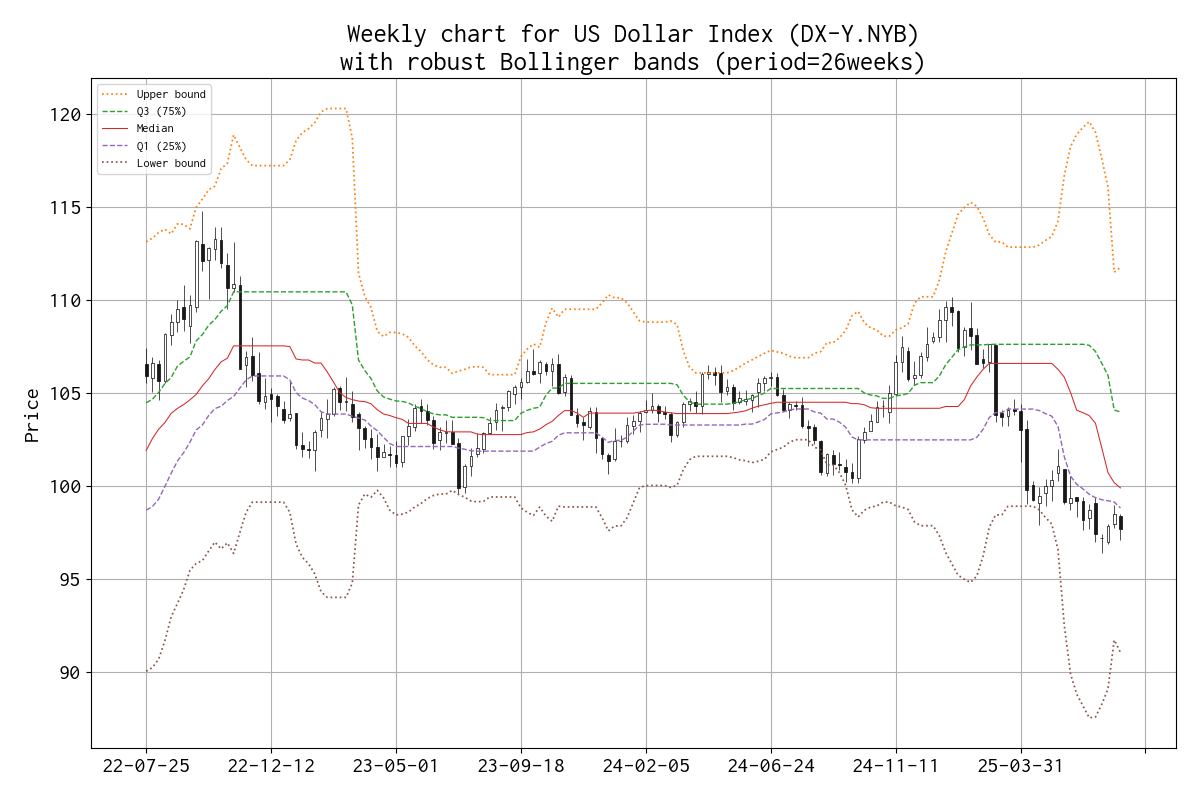 Weekly chart for US Dollar Index (DX-Y.NYB)
with robust Bollinger bands (period=26weeks)
Upper bound
Q3 (75%)
Median
Q1 (25%)
Lower bound
120
115
110
105
100
95
90
Price
22-07-25
22-12-12
23-05-01
23-09-18
24-02-05
24-06-24
24-11-11
25-03-31